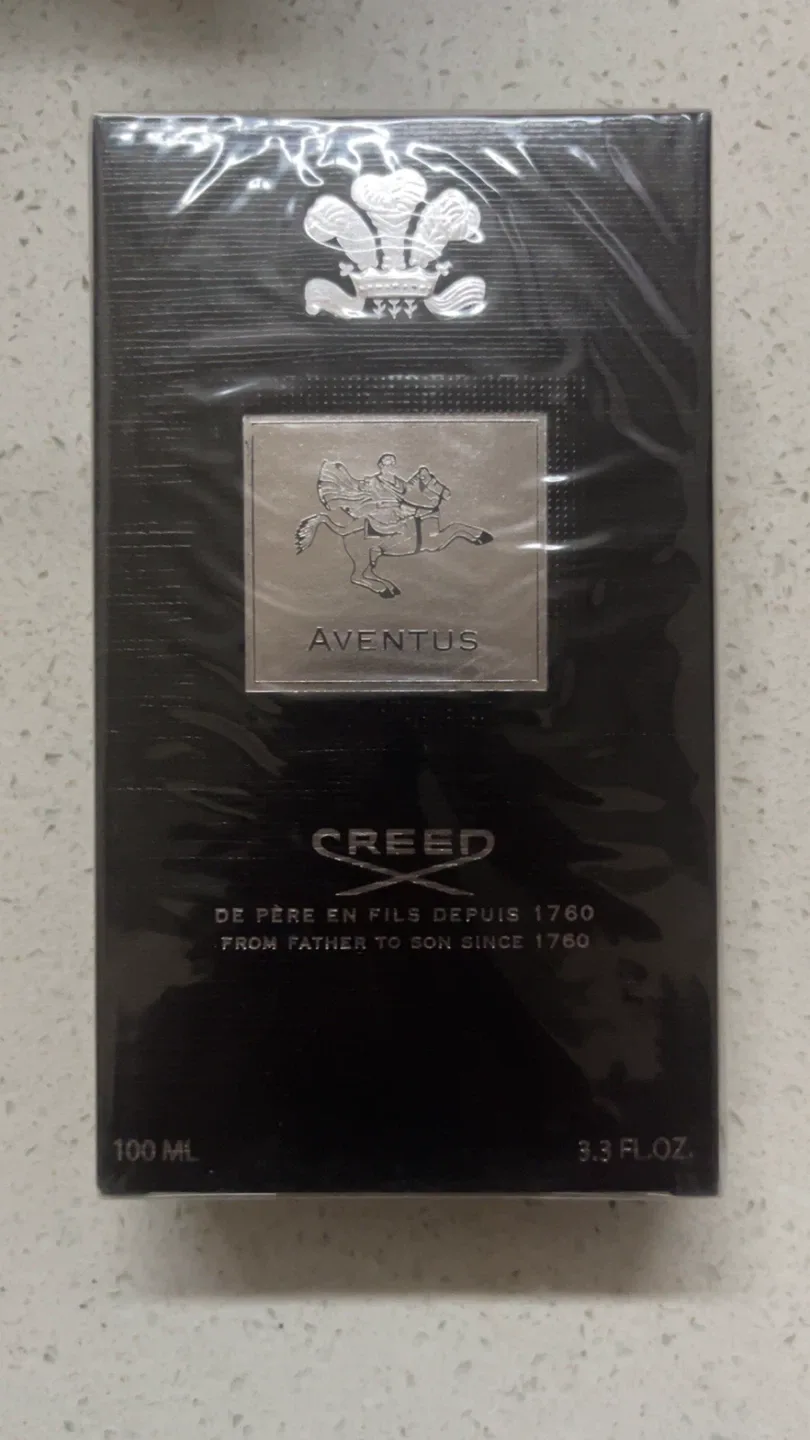 AVENTUS
CREED
DE PÈRE EN FILS DEPUIS 1760
FROM FATHER TO SON SINCE 1760
100 ML
3.3 FL.OZ.